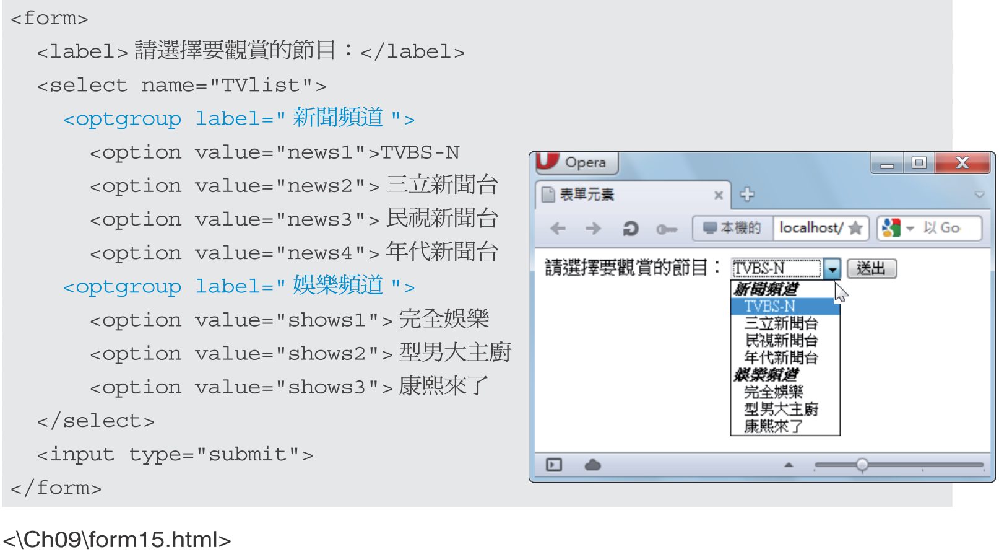 <form>
<label> 請選擇要觀賞的節目：</label>
<select name="TVlist">
<optgroup label=" 新聞頻道 ">
<option value="news1">TVBS-N
<option value="news2"> 三立新聞台
<option value="news3"> 民視新聞台
<option value="news4"> 年代新聞台
<optgroup label=" 娛樂頻道 ">
<option value="shows1"> 完全娛樂
<option value="shows2"> 型男大主廚
<option value="shows3"> 康熙來了
</select>
<input type="submit">
</form>
Opera
表單元素
本機的 localhost/ 以 Go
請選擇要觀賞的節目： TVBS-N 送出
新聞頻道
TVBS-N
三立新聞台
民視新聞台
年代新聞台
娛樂頻道
完全娛樂
型男大主廚
康熙來了
<\Ch09\form15.html>